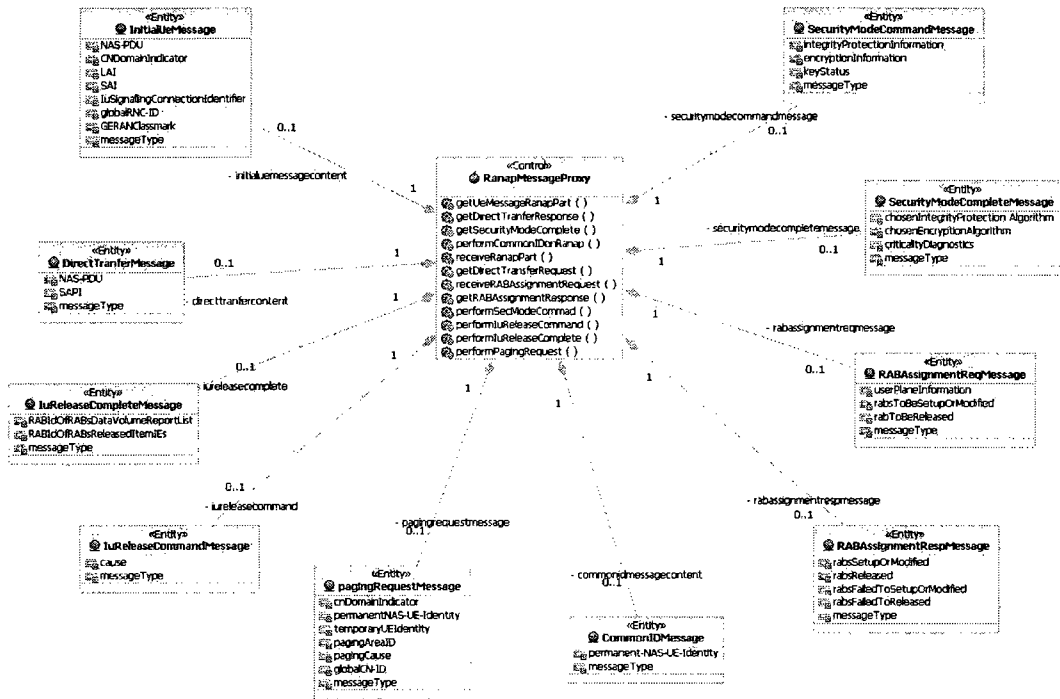 «Entity»
InitialUeMessage
NAS-PDU
CNDomainIndicator
LAI
SAI
IuSignalingConnectionIdentifier
globalRNC-ID
GERANClassmark
messageType
0..1
- initialuemessagecontent
1
«Entity»
SecurityModeCommandMessage
integrityProtectionInformation
encryptionInformation
keyStatus
messageType
- securitymodecommandmessage
0..1
1
«Control»
RanapMessageProxy
getUeMessageRanapPart ( )
getDirectTranferResponse ( )
getSecurityModeComplete ( )
performCommonIDonRanap ( )
receiveRanapPart ( )
getDirectTransferRequest ( )
receiveRABAssignmentRequest ( )
getRABAssignmentResponse ( )
performSecModeCommad ( )
performIuReleaseCommand ( )
performIuReleaseComplete ( )
performPagingRequest ( )
«Entity»
SecurityModeCompleteMessage
chosenIntegrityProtection Algorithm
chosenEncryptionAlgorithm
criticalityDiagnostics
messageType
- securitymodecompletemessage
0..1
1
«Entity»
DirectTranferMessage
NAS-PDU
SAPI
messageType
0..1
- directtranfercontent
1
1
- rabassignmentreqmessage
0..1
«Entity»
RABAssignmentReqMessage
userPlaneInformation
rabsToBeSetupOrModified
rabToBeReleased
messageType
1
0..1
- iureleasecomplete
«Entity»
IuReleaseCompleteMessage
RABIdOfRABsDataVolumeReportList
RABIdOfRABsReleasedItemIEs
messageType
1
0..1
- iureleasecommand
«Entity»
IuReleaseCommandMessage
cause
messageType
1
- pagingrequestmessage
0..1
«Entity»
pagingRequestMessage
cnDomainIndicator
permanentNAS-UE-Identity
temporaryUEIdentity
pagingAreaID
pagingCause
globalCN-ID
messageType
1
- commonidmessagecontent
0..1
«Entity»
CommonIDMessage
permanent-NAS-UE-Identity
messageType
1
- rabassignmentrespmessage
0..1
«Entity»
RABAssignmentRespMessage
rabsSetupOrModified
rabsReleased
rabsFailedToSetupOrModified
rabsFailedToReleased
messageType